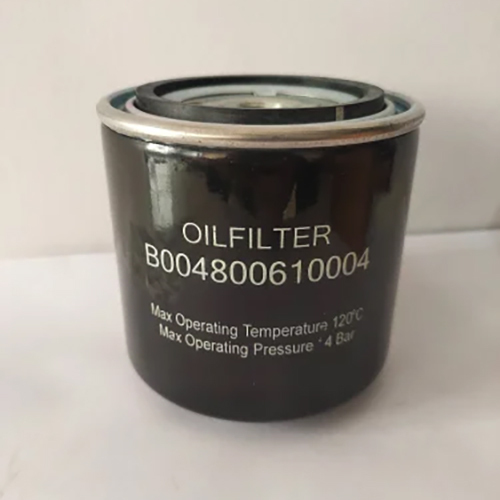 OILFILTER
B004800610004
Max Operating Temperature 120°C
Max Operating Pressure 4 Bar